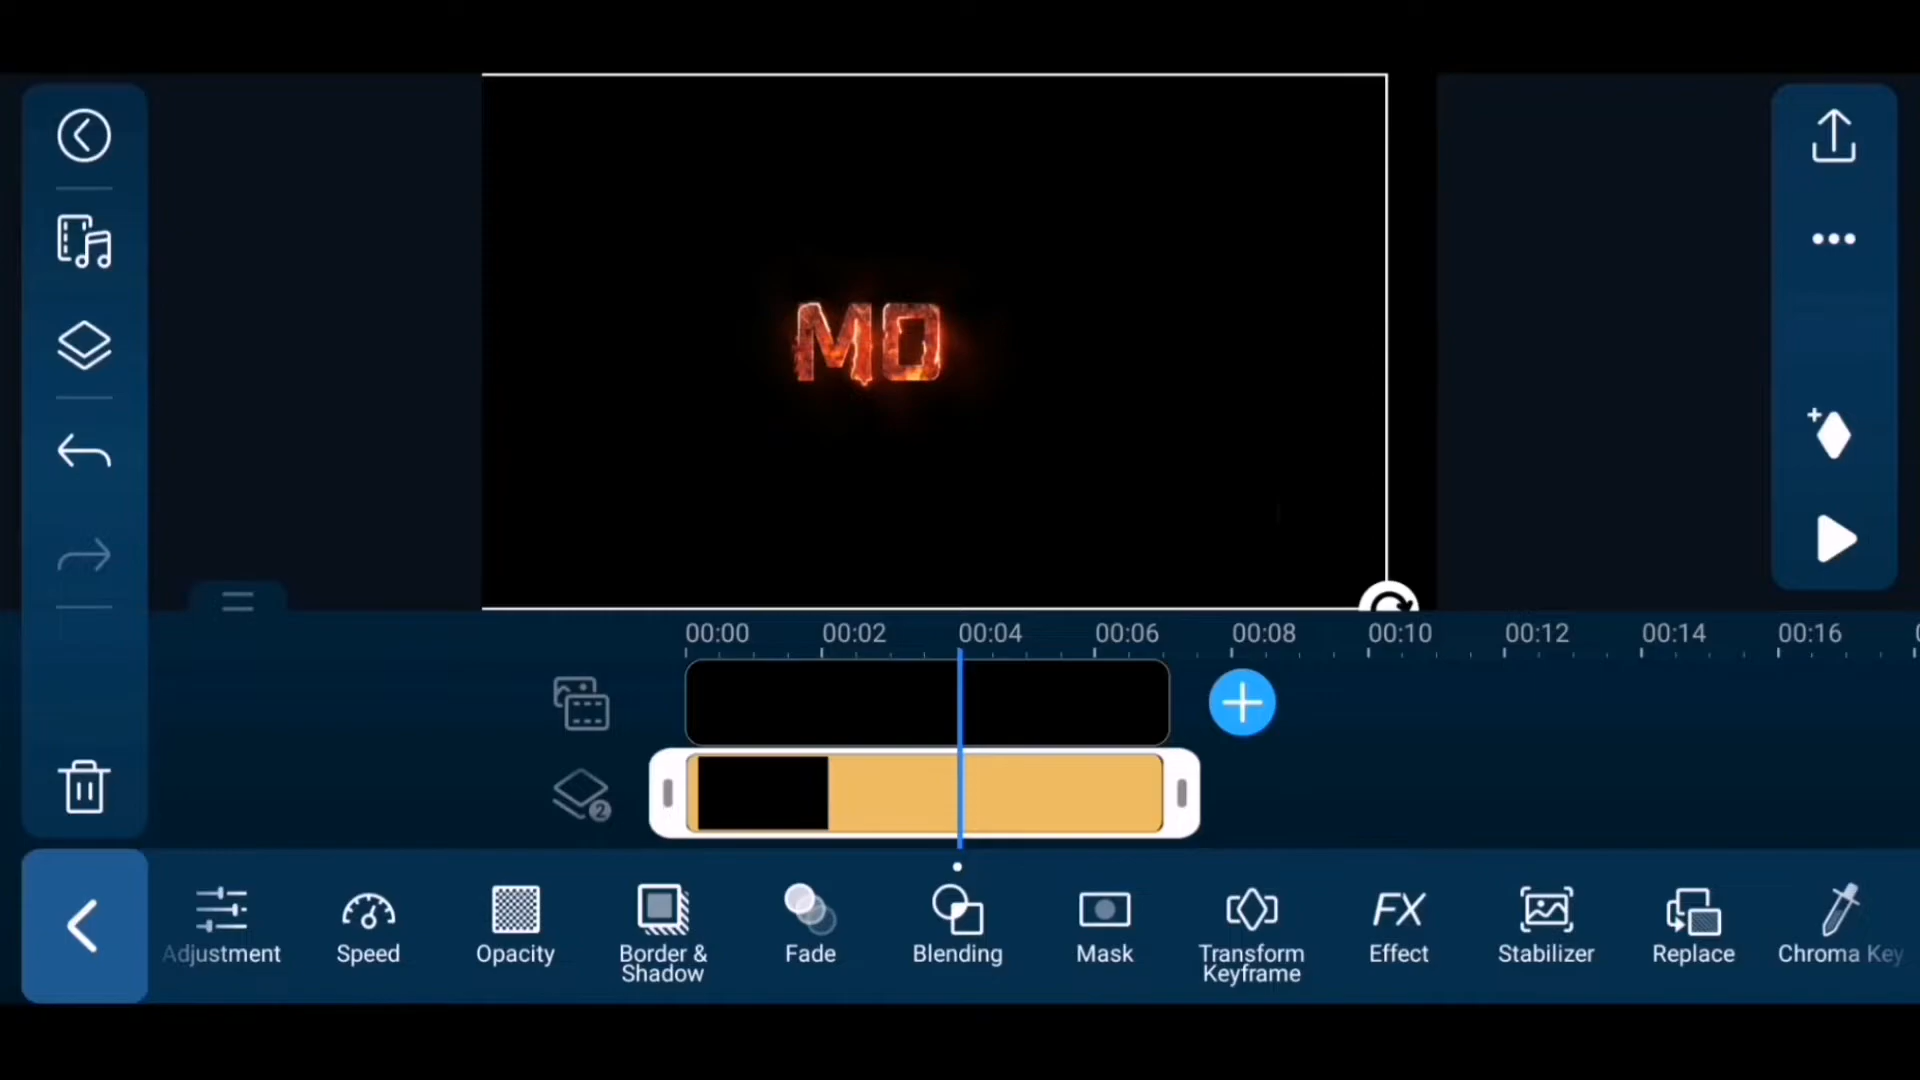 MO
00:00 00:02 00:04 00:06 00:08 00:10 00:12 00:14 00:16
2
Adjustment Speed Opacity Border & Shadow Fade Blending Mask Transform Keyframe FX Effect Stabilizer Replace Chroma Key